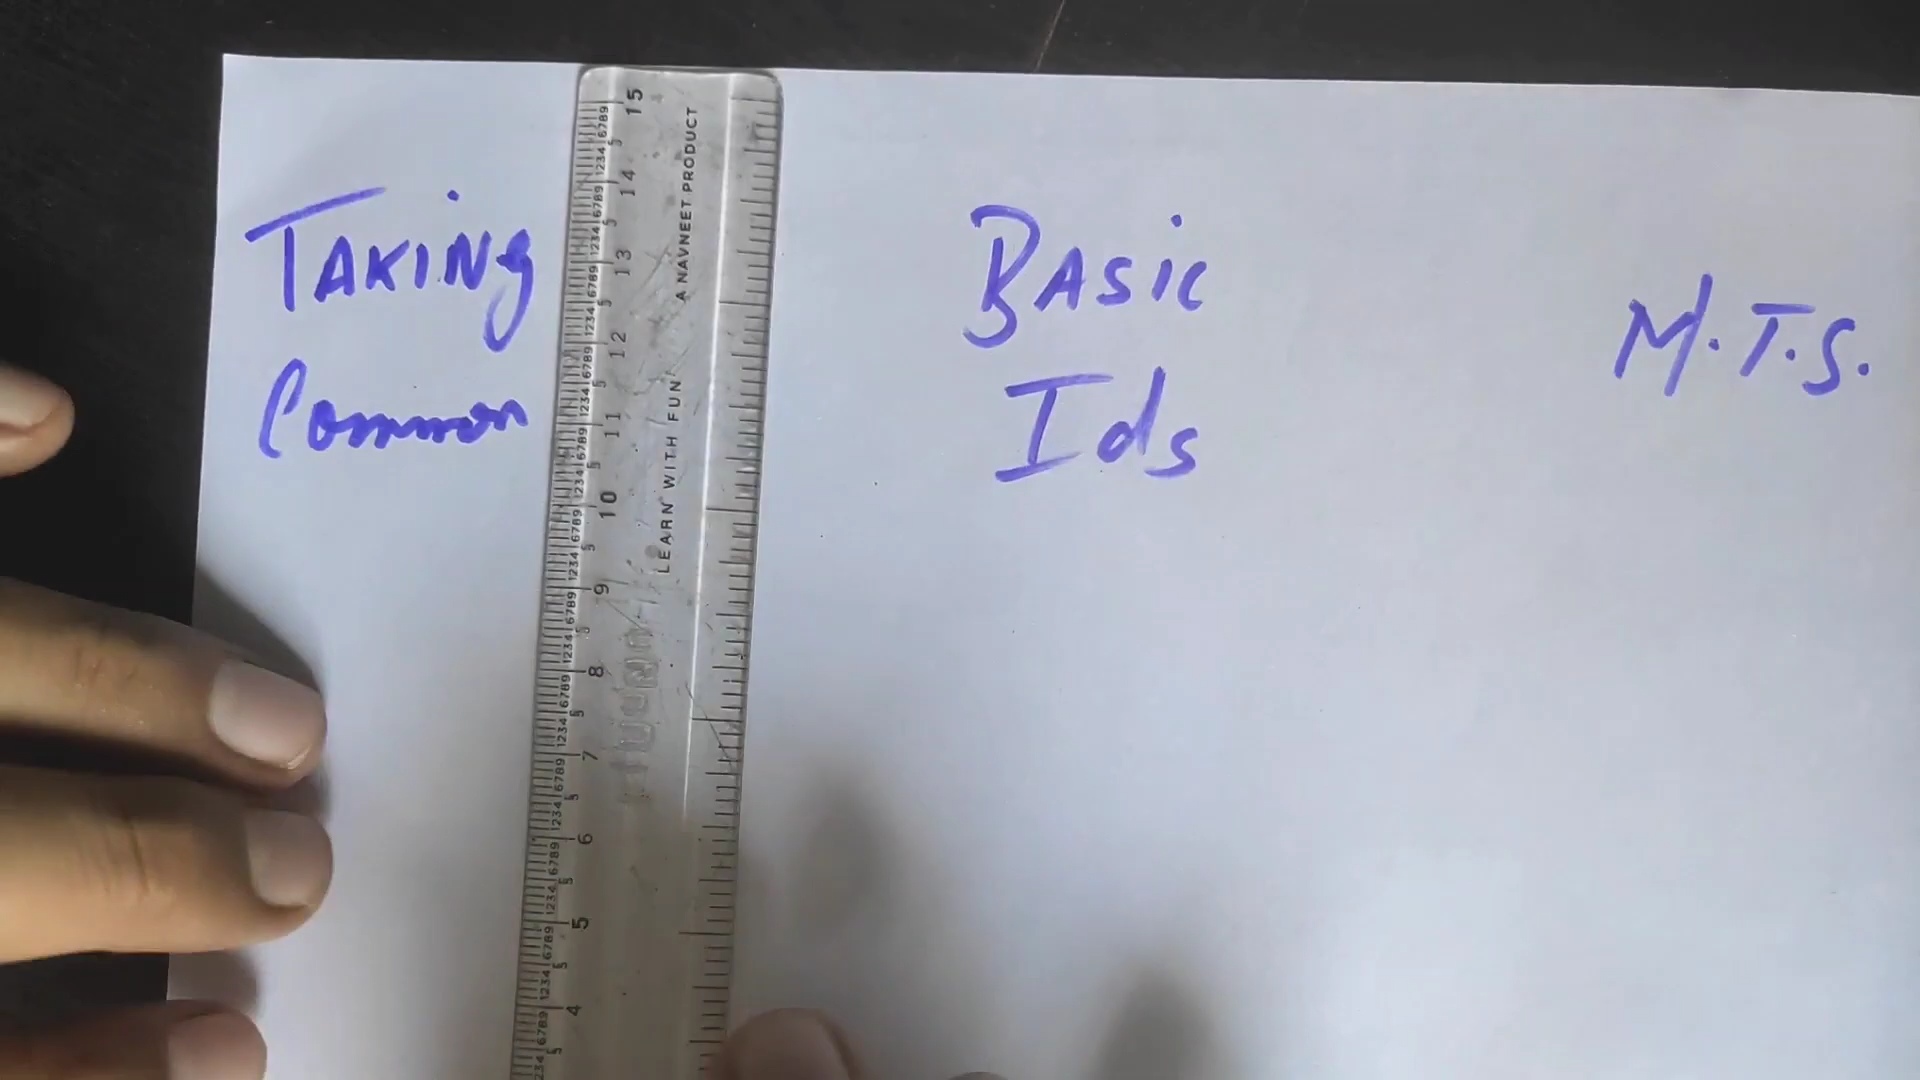 TAKING
Common
BASIC
Ids
M.T.S.
A NAVNEET PRODUCT
LEARN WITH FUN
15
14
13
12
11
10
9
8
7
6
5
4